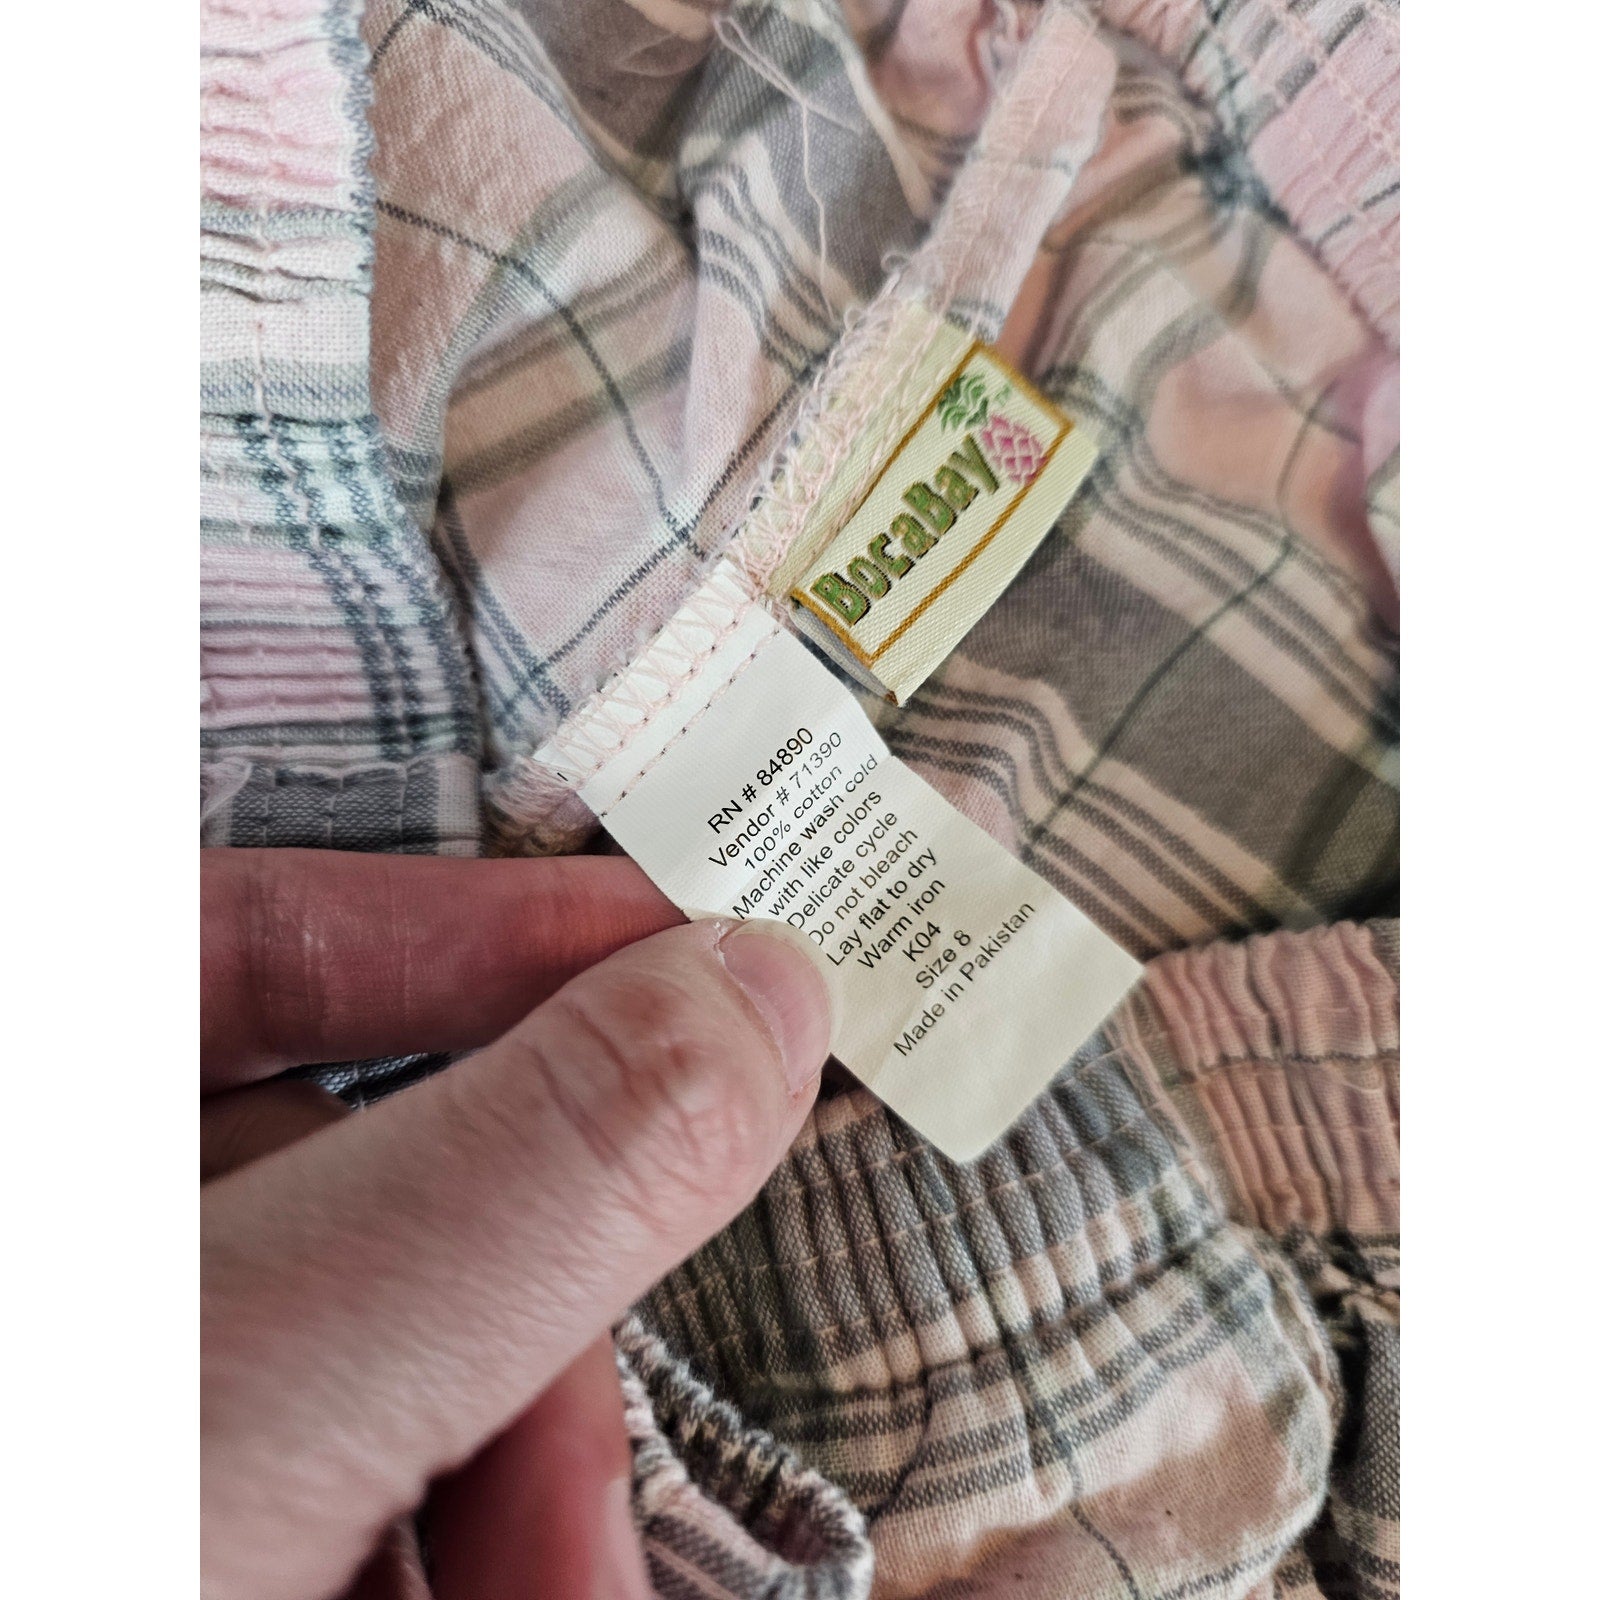 BocaBay
RN # 84890
Vendor # 71390
100% cotton
Machine wash cold
with like colors
Delicate cycle
Do not bleach
Lay flat to dry
Warm iron
K04
Size 8
Made in Pakistan